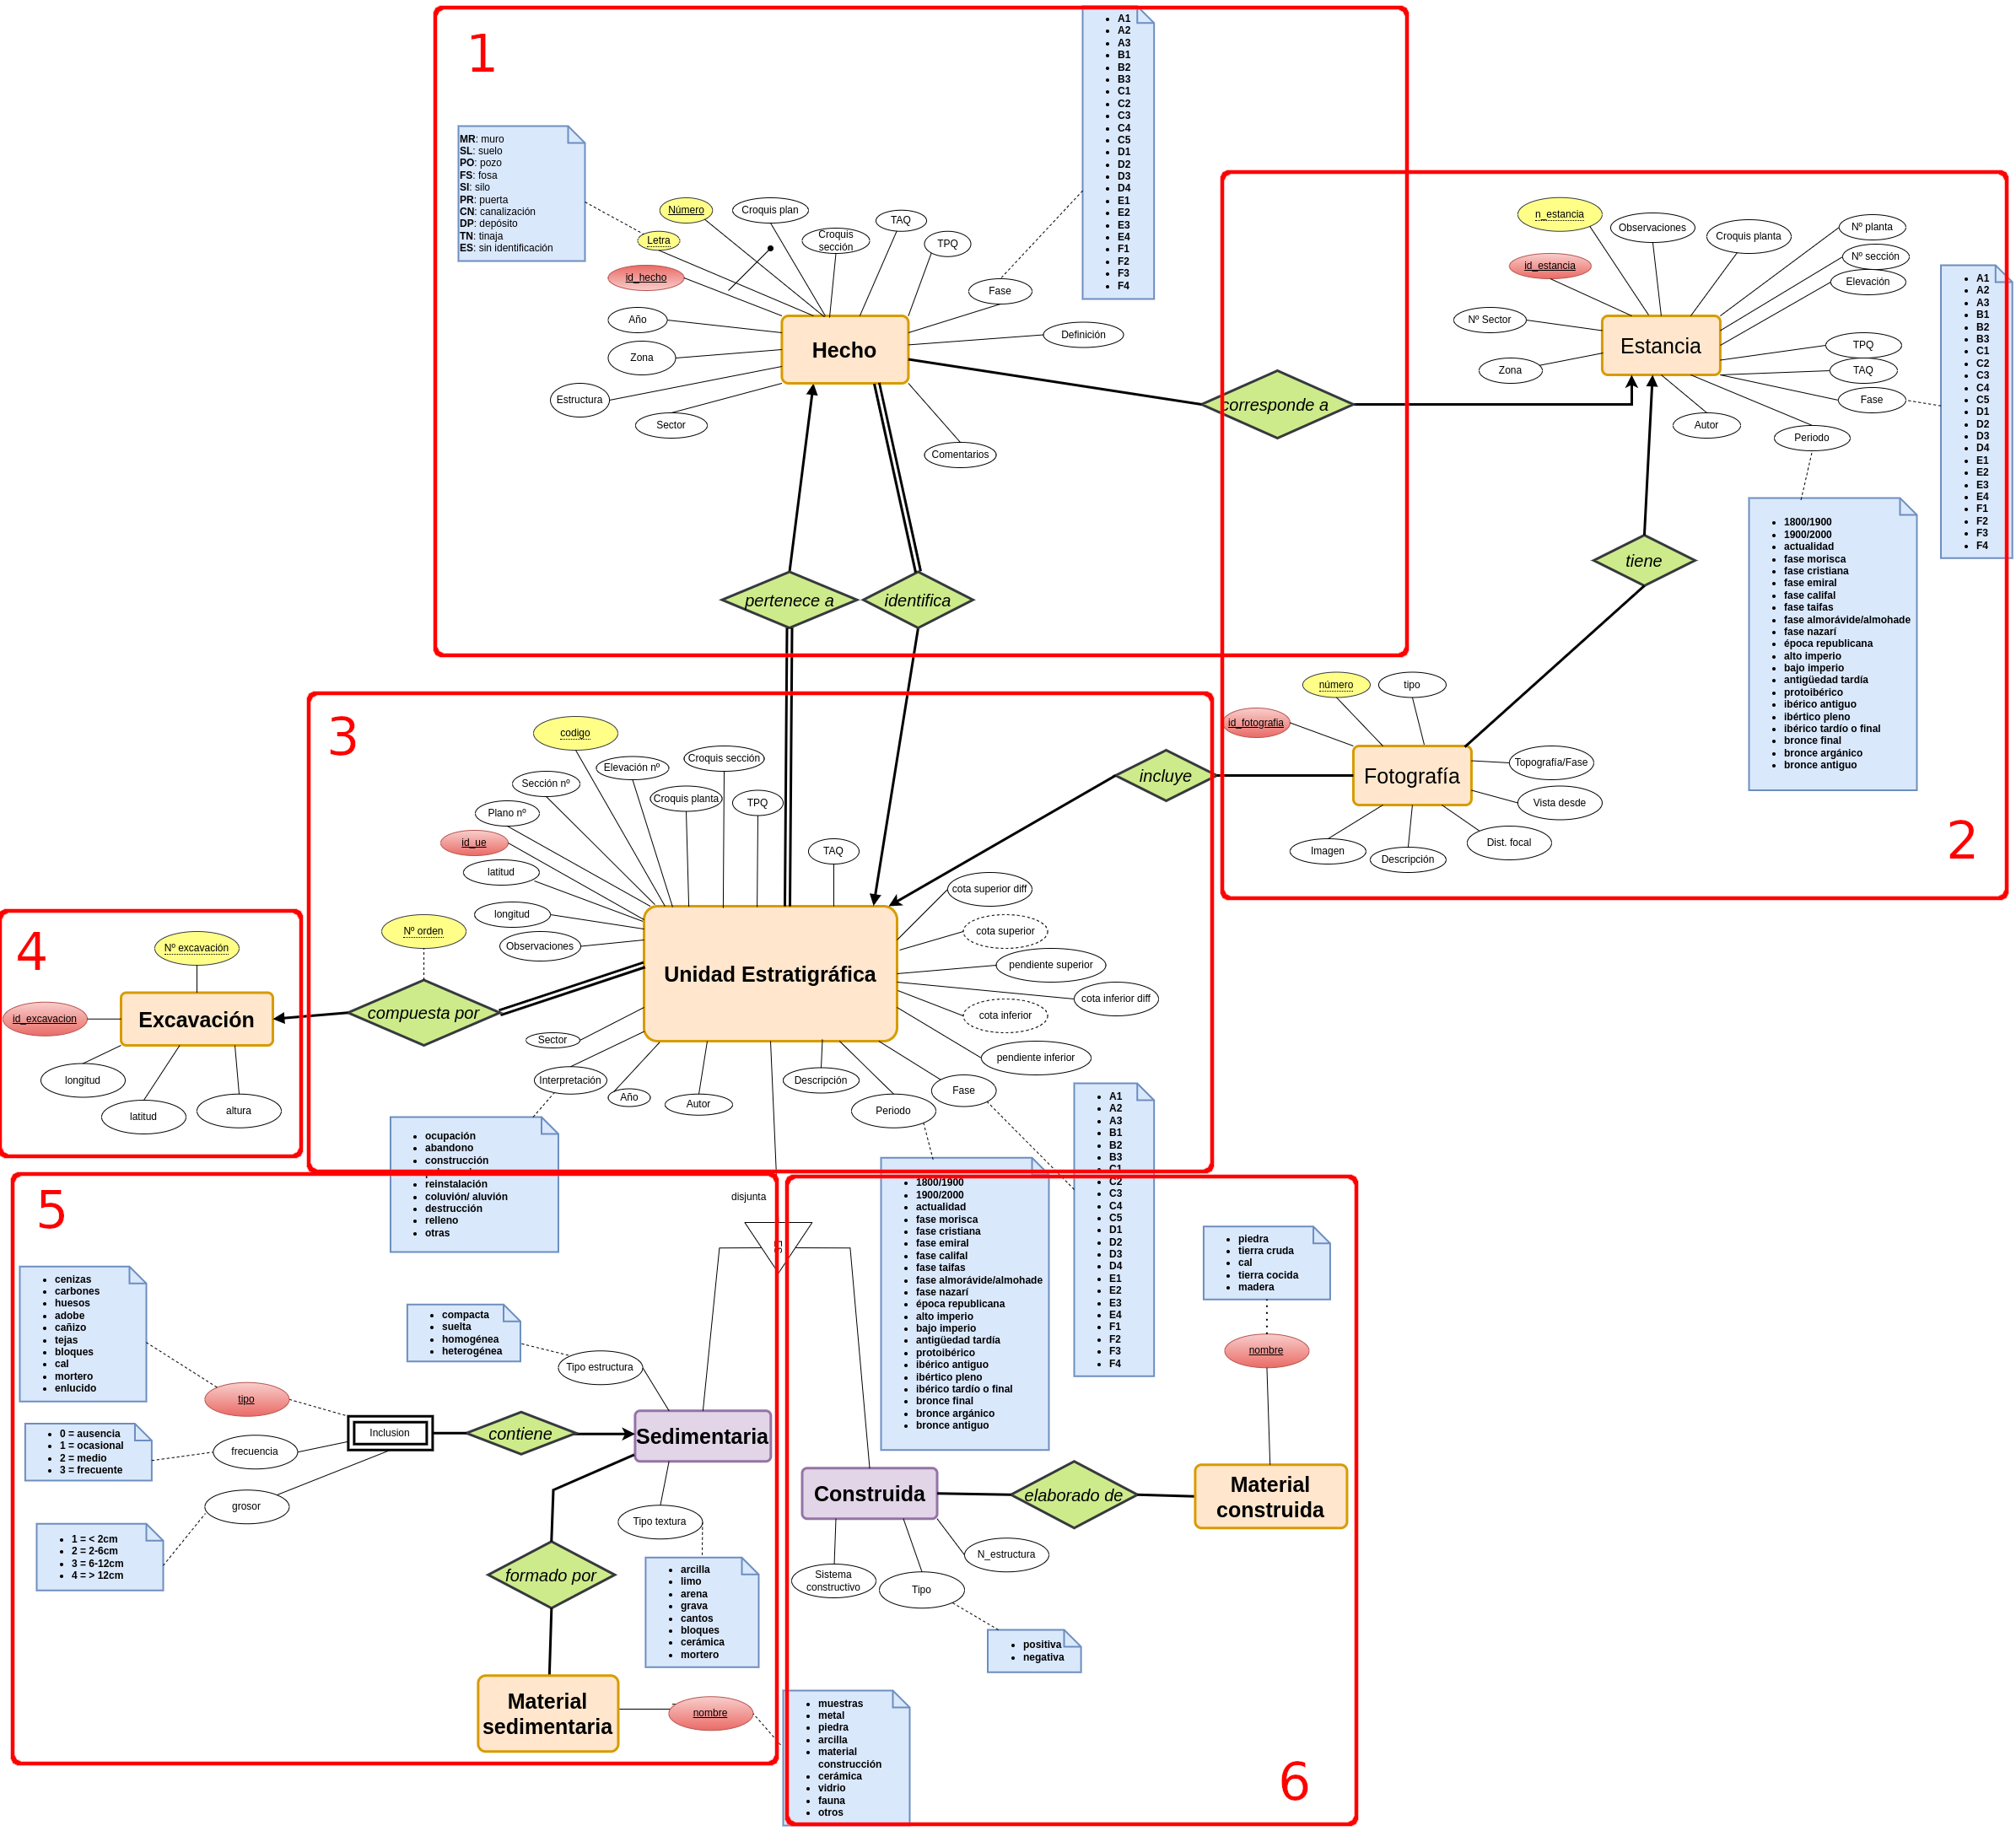 1
A1
A2
A3
B1
B2
B3
C1
C2
C3
C4
C5
D1
D2
D3
D4
E1
E2
E3
E4
F1
F2
F3
F4
MR: muro
SL: suelo
PO: pozo
FS: fosa
SI: silo
PR: puerta
CN: canalización
DP: depósito
TN: tinaja
ES: sin identificación
Número
Croquis plan
TAQ
Letra
Croquis
sección
TPQ
id_hecho
Fase
Año
Definición
Zona
Hecho
Estructura
Sector
Comentarios
corresponde a
pertenece a
identifica
n_estancia
Observaciones
Croquis planta
Nº planta
Nº sección
id_estancia
Elevación
Nº Sector
Estancia
TPQ
Zona
TAQ
Fase
Autor
Periodo
A1
A2
A3
B1
B2
B3
C1
C2
C3
C4
C5
D1
D2
D3
D4
E1
E2
E3
E4
F1
F2
F3
F4
tiene
1800/1900
1900/2000
actualidad
fase morisca
fase cristiana
fase emiral
fase califal
fase taifas
fase almorávide/almohade
fase nazarí
época republicana
alto imperio
bajo imperio
antigüedad tardía
protoibérico
ibérico antiguo
ibértico pleno
ibérico tardío o final
bronce final
bronce argánico
bronce antiguo
número
tipo
id_fotografia
Topografía/Fase
Fotografía
Vista desde
Imagen
Descripción
Dist. focal
2
incluye
3
codigo
Elevación nº
Croquis sección
Sección nº
Croquis planta
TPQ
Plano nº
id_ue
TAQ
latitud
cota superior diff
longitud
Nº orden
cota superior
Observaciones
pendiente superior
Unidad Estratigráfica
cota inferior diff
compuesta por
cota inferior
Sector
pendiente inferior
Interpretación
Descripción
Fase
Año
Autor
Periodo
4
Nº excavación
id_excavacion
Excavación
longitud
latitud
altura
ocupación
abandono
construcción
reinstalación
coluvión/ aluvión
destrucción
relleno
otras
A1
A2
A3
B1
B2
B3
C1
C2
C3
C4
C5
D1
D2
D3
D4
E1
E2
E3
E4
F1
F2
F3
F4
1800/1900
1900/2000
actualidad
fase morisca
fase cristiana
fase emiral
fase califal
fase taifas
fase almorávide/almohade
fase nazarí
época republicana
alto imperio
bajo imperio
antigüedad tardía
protoibérico
ibérico antiguo
ibértico pleno
ibérico tardío o final
bronce final
bronce argánico
bronce antiguo
5
disjunta
cenizas
carbones
huesos
adobe
cañizo
tejas
bloques
cal
mortero
enlucido
compacta
suelta
homogénea
heterogénea
Tipo estructura
tipo
Inclusion
contiene
Sedimentaria
0 = ausencia
1 = ocasional
2 = medio
3 = frecuente
frecuencia
grosor
Tipo textura
1 = < 2cm
2 = 2-6cm
3 = 6-12cm
4 = > 12cm
formado por
arcilla
limo
arena
grava
cantos
bloques
cerámica
mortero
Material
sedimentaria
nombre
muestras
metal
piedra
arcilla
material
construcción
cerámica
vidrio
fauna
otros
piedra
tierra cruda
cal
tierra cocida
madera
nombre
Construida
elaborado de
Material
construida
N_estructura
Sistema
constructivo
Tipo
positiva
negativa
6